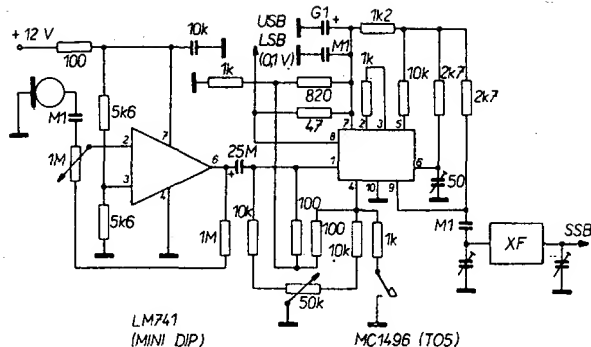 +12 V
100
10k
M1
5k6
1M
5k6
2
3
7
4
6
25M
+
10k
1M
USB
LSB
(0,1 V)
1k
G1
+
M1
820
47
1k2
1k
10k
2k7
2k7
7
2
3
5
8
1
6
4
10
9
50
100
100
10k
1k
50k
M1
XF
SSB
LM741
(MINI DIP)
MC1496 (TO5)